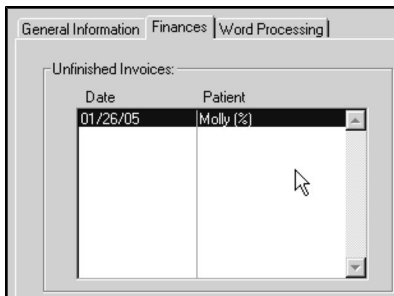 General Information Finances Word Processing
Unfinished Invoices:
Date Patient
01/26/05 Molly (%)